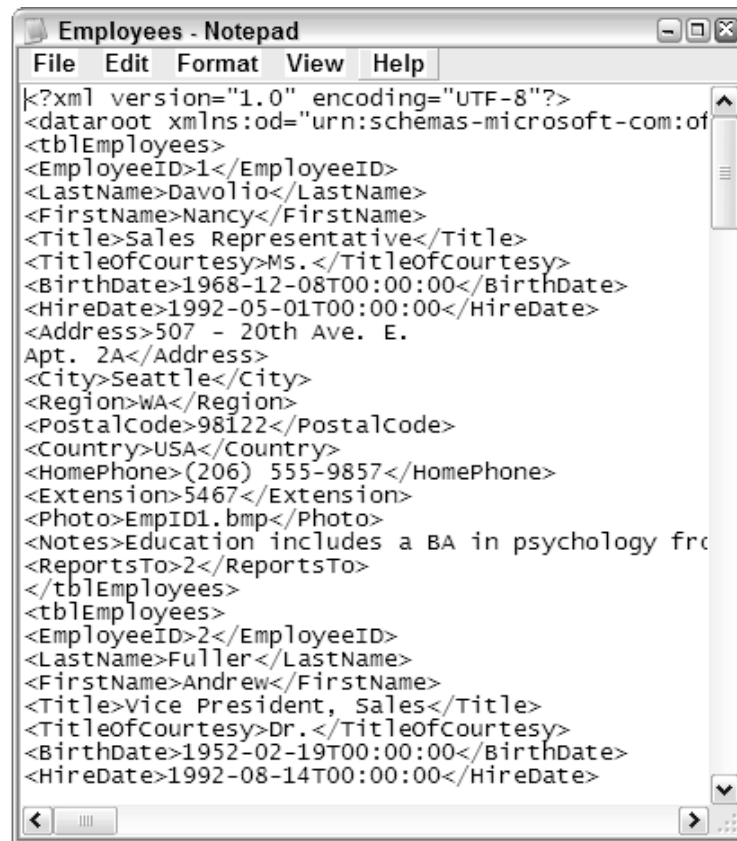 Employees - Notepad
File Edit Format View Help
<?xml version="1.0" encoding="UTF-8"?>
<dataroot xmlns:od="urn:schemas-microsoft-com:of
<tblEmployees>
<EmployeeID>1</EmployeeID>
<LastName>Davolio</LastName>
<FirstName>Nancy</FirstName>
<Title>Sales Representative</Title>
<TitleOfCourtesy>Ms.</TitleOfCourtesy>
<BirthDate>1968-12-08T00:00:00</BirthDate>
<HireDate>1992-05-01T00:00:00</HireDate>
<Address>507 - 20th Ave. E.
Apt. 2A</Address>
<City>Seattle</City>
<Region>WA</Region>
<PostalCode>98122</PostalCode>
<Country>USA</Country>
<HomePhone>(206) 555-9857</HomePhone>
<Extension>5467</Extension>
<Photo>EmpID1.bmp</Photo>
<Notes>Education includes a BA in psychology fro
<ReportsTo>2</ReportsTo>
</tblEmployees>
<tblEmployees>
<EmployeeID>2</EmployeeID>
<LastName>Fuller</LastName>
<FirstName>Andrew</FirstName>
<Title>Vice President, Sales</Title>
<TitleOfCourtesy>Dr.</TitleOfCourtesy>
<BirthDate>1952-02-19T00:00:00</BirthDate>
<HireDate>1992-08-14T00:00:00</HireDate>